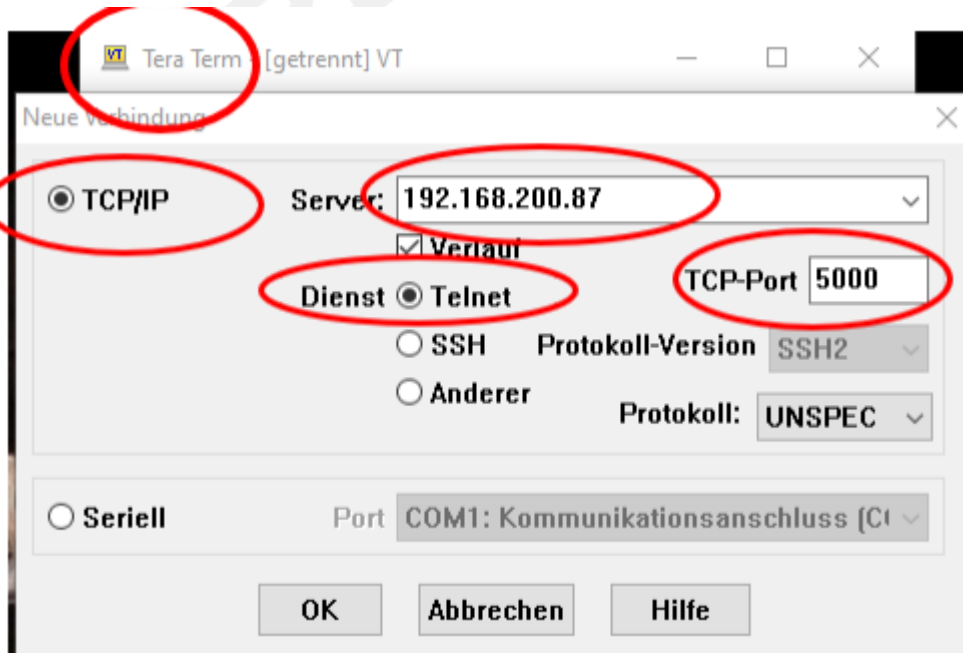 Tera Term - [getrennt] VT
Neue Verbindung
TCP/IP Server: 192.168.200.87
Verlauf
TCP-Port 5000
Dienst Telnet
SSH Protokoll-Version SSH2
Anderer
Protokoll: UNSPEC
Seriell Port COM1: Kommunikationsanschluss (C
OK Abbrechen Hilfe